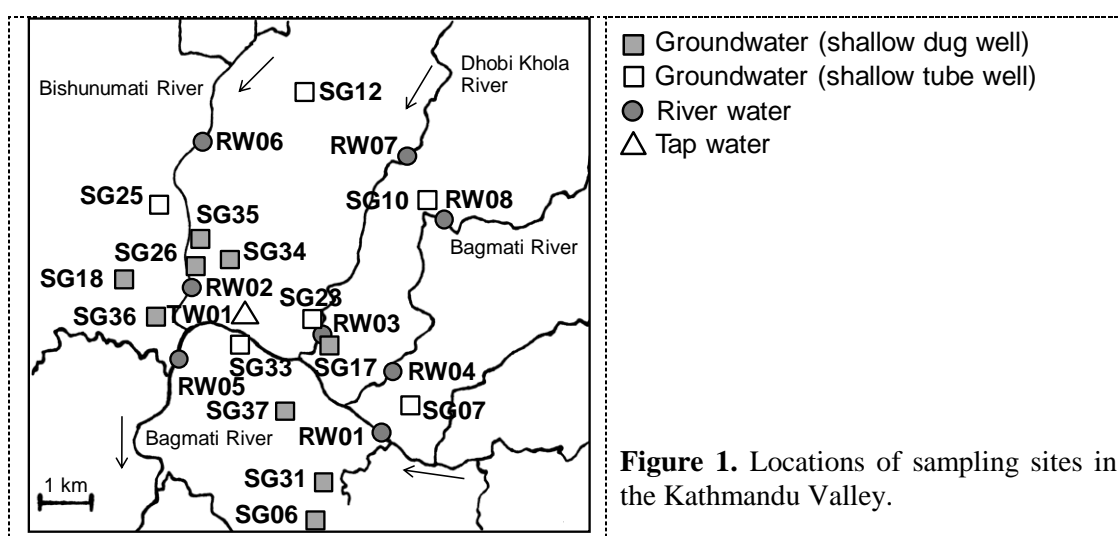 Bishunumati River
Dhobi Khola
River
SG12
RW06
RW07
SG25
SG10
RW08
SG35
Bagmati River
SG26
SG34
SG18
RW02
SG23
SG36
TW01
RW03
SG33
SG17
RW04
RW05
SG37
SG07
Bagmati River
RW01
SG31
1 km
SG06
Groundwater (shallow dug well)
Groundwater (shallow tube well)
River water
Tap water
Figure 1. Locations of sampling sites in
the Kathmandu Valley.